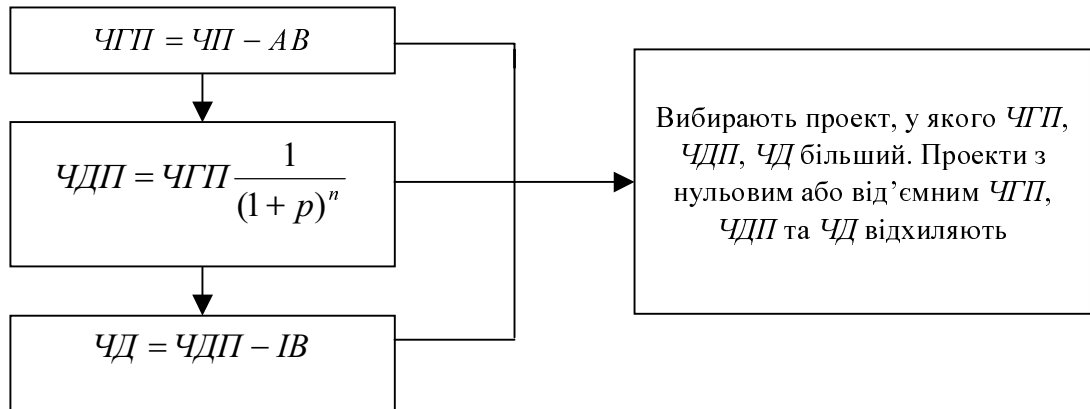 ЧГП = ЧП − АВ
ЧДП = ЧГП \frac{1}{(1 + p)^n}
ЧД = ЧДП − ІВ
Вибирають проект, у якого ЧГП,
ЧДП, ЧД більший. Проекти з
нульовим або від’ємним ЧГП,
ЧДП та ЧД відхиляють